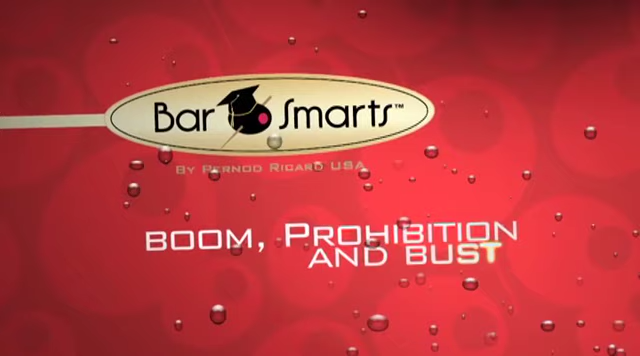 Bar Smarts™
BY PERNOD RICARD USA
BOOM, PROHIBITION
AND BUST